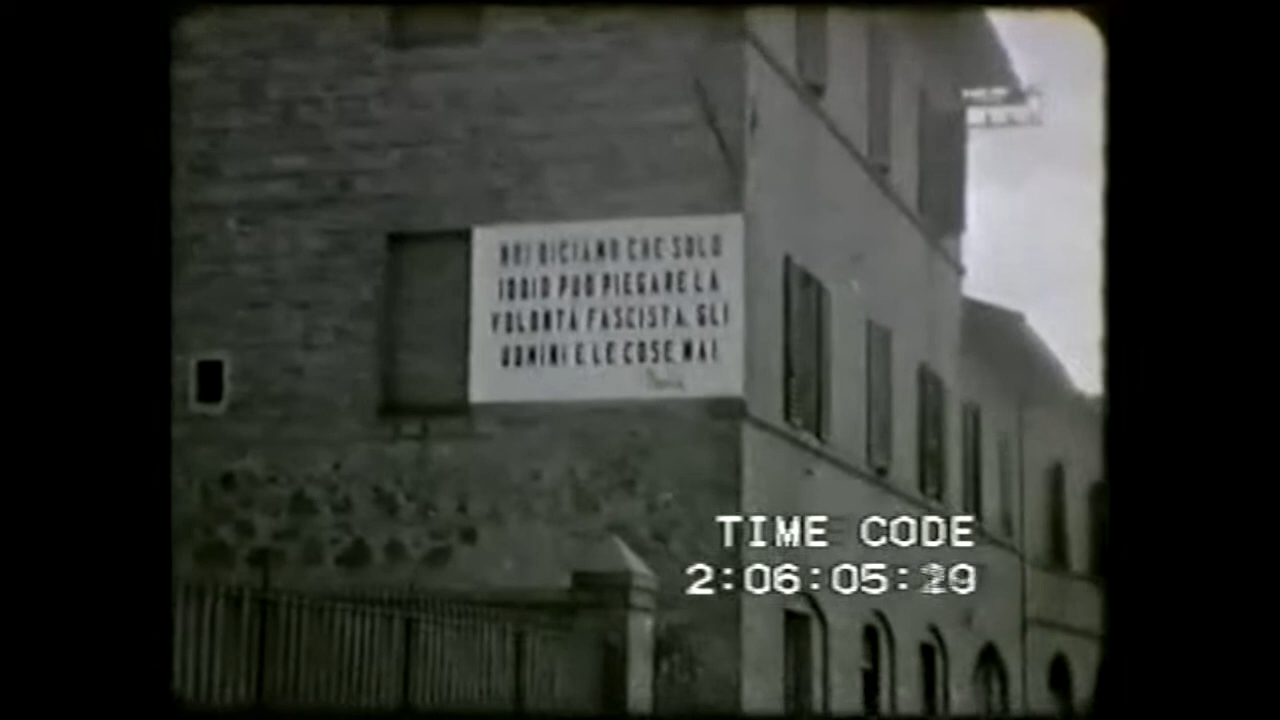 NOI DICIAMO CHE SOLO
IDDIO PUÒ PIEGARE LA
VOLONTÀ FASCISTA, GLI
UOMINI E LE COSE MAI
TIME CODE
2:06:05:29